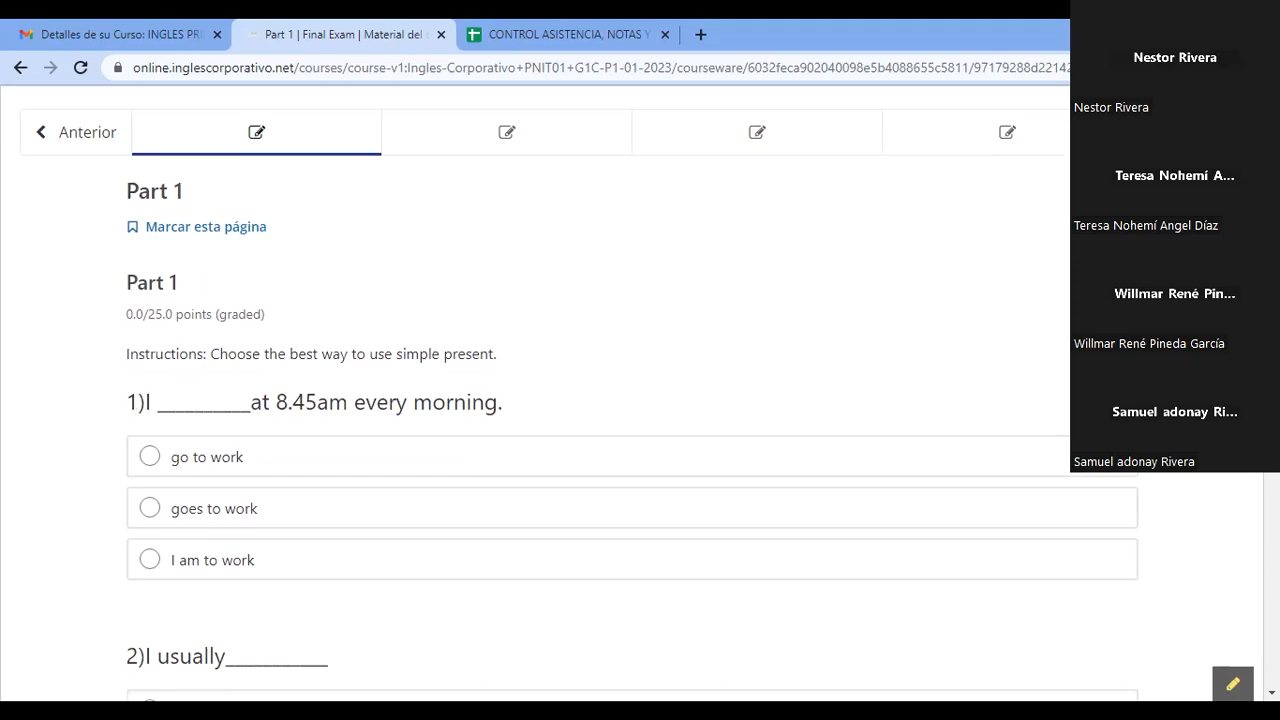 Detalles de su Curso: INGLES PR
Part 1 | Final Exam | Material del
CONTROL ASISTENCIA, NOTAS Y
online.inglescorporativo.net/courses/course-v1:Ingles-Corporativo+PNIT01+G1C-P1-01-2023/courseware/6032feca902040098e5b4088655c5811/97179288d22142
Anterior
Part 1
Marcar esta página
Part 1
0.0/25.0 points (graded)
Instructions: Choose the best way to use simple present.
1)I __________at 8.45am every morning.
go to work
goes to work
I am to work
2)I usually___________
Nestor Rivera
Nestor Rivera
Teresa Nohemí A...
Teresa Nohemí Angel Díaz
Willmar René Pin...
Willmar René Pineda García
Samuel adonay Ri...
Samuel adonay Rivera